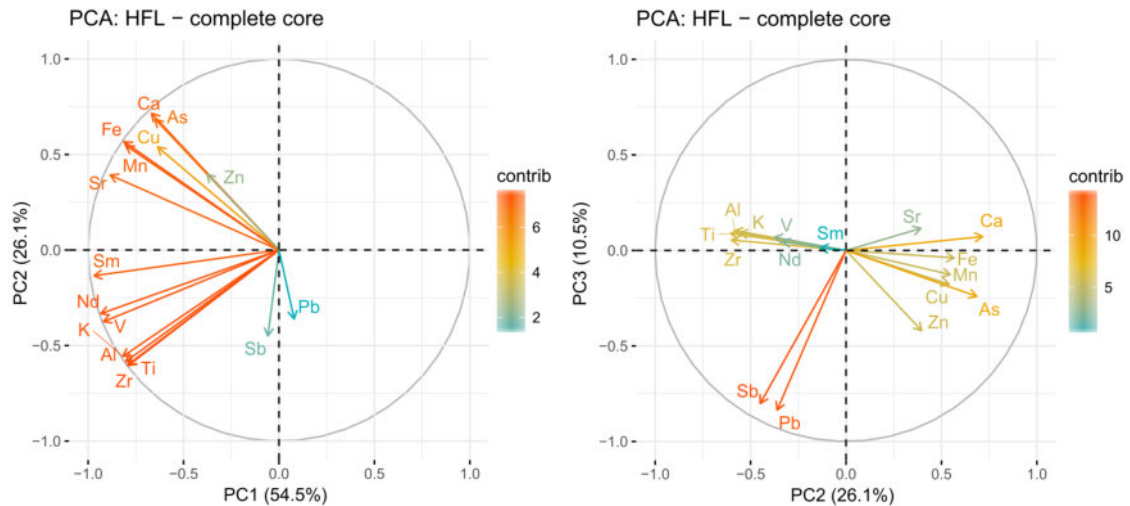 PCA: HFL − complete core
1.0
0.5
0.0
−0.5
−1.0
PC2 (26.1%)
Ca
As
Fe
Cu
Mn
Zn
Sr
Sm
Nd
V
K
Al
Ti
Zr
Pb
Sb
−1.0 −0.5 0.0 0.5 1.0
PC1 (54.5%)
contrib
6
4
2
PCA: HFL − complete core
1.0
0.5
0.0
−0.5
−1.0
PC3 (10.5%)
Al
K
V
Sm
Sr
Ca
Ti
Zr
Nd
Fe
Mn
Cu
As
Zn
Sb
Pb
−1.0 −0.5 0.0 0.5 1.0
PC2 (26.1%)
contrib
10
5